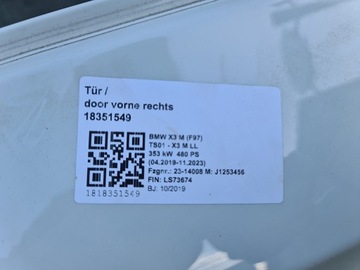 Tür /
door vorne rechts
18351549
BMW X3 M (F97)
TS01 - X3 M LL
353 kW 480 PS
(04.2019-11.2023)
Fzgnr.: 23-14008 M: J1253456
FIN: LS73674
BJ: 10/2019
1818351549